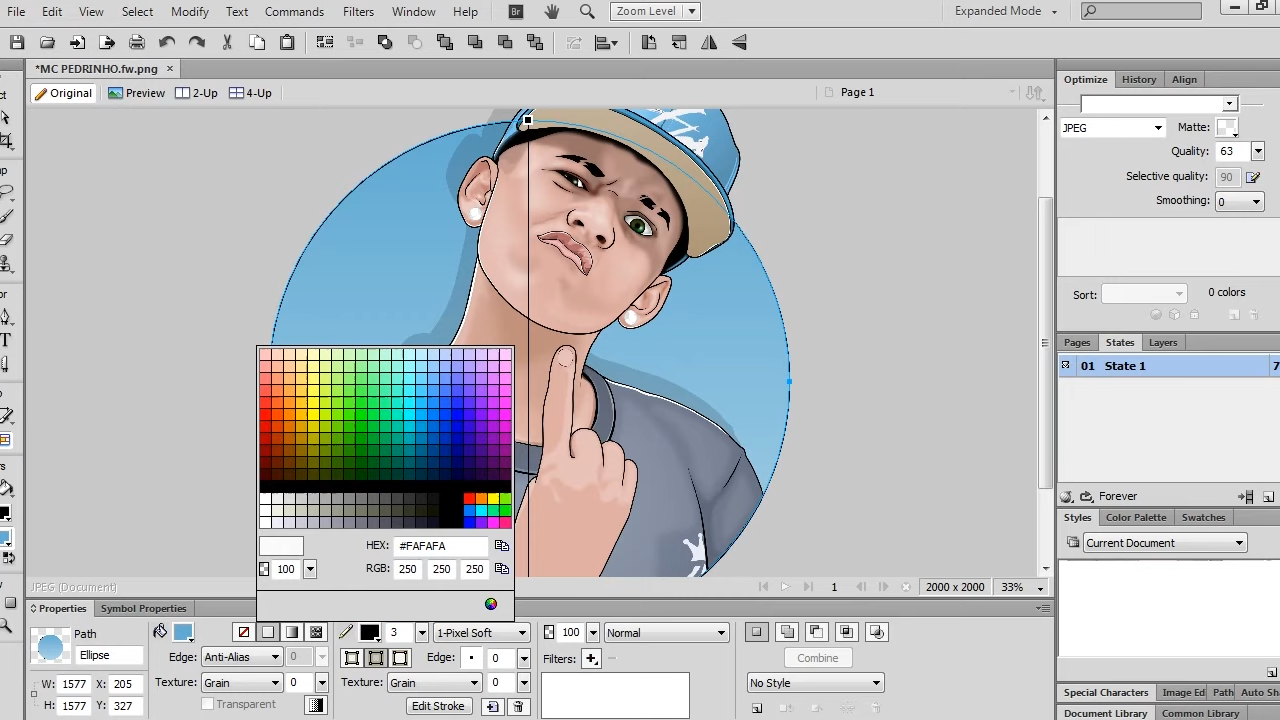 File Edit View Select Modify Text Commands Filters Window Help Br Zoom Level Expanded Mode
*MC PEDRINHO.fw.png ×
Original Preview 2-Up 4-Up Page 1
Optimize History Align
JPEG Matte:
Quality: 63
Selective quality: 90
Smoothing: 0
Sort: 0 colors
Pages States Layers
01 State 1 7
Forever
Styles Color Palette Swatches
Current Document
HEX: #FAFAFA
100 RGB: 250 250 250
JPEG (Document) 1 2000 x 2000 33%
Properties Symbol Properties
Path
Ellipse
3 1-Pixel Soft 100 Normal
Edge: Anti-Alias 0 Edge: 0 Filters: Combine
W: 1577 X: 205 Texture: Grain 0 Texture: Grain 0 No Style
H: 1577 Y: 327 Transparent Edit Stroke
Special Characters Image Ed Path Auto Sh
Document Library Common Library